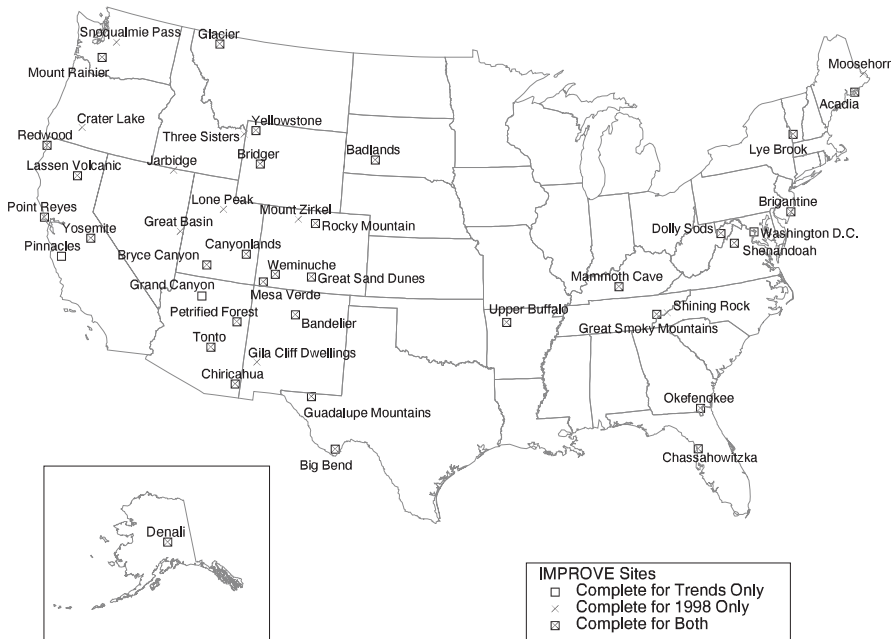 Snoqualmie Pass
Glacier
Mount Rainier
Moosehorn
Acadia
Crater Lake
Yellowstone
Three Sisters
Redwood
Lye Brook
Badlands
Bridger
Lassen Volcanic
Jarbidge
Lone Peak
Mount Zirkel
Brigantine
Point Reyes
Great Basin
Rocky Mountain
Yosemite
Dolly Sods
Washington D.C.
Pinnacles
Shenandoah
Bryce Canyon
Canyonlands
Weminuche
Great Sand Dunes
Mammoth Cave
Grand Canyon
Mesa Verde
Upper Buffalo
Shining Rock
Petrified Forest
Bandelier
Great Smoky Mountains
Tonto
Gila Cliff Dwellings
Chiricahua
Okefenokee
Guadalupe Mountains
Chassahowitzka
Big Bend
Denali
IMPROVE Sites
Complete for Trends Only
Complete for 1998 Only
Complete for Both